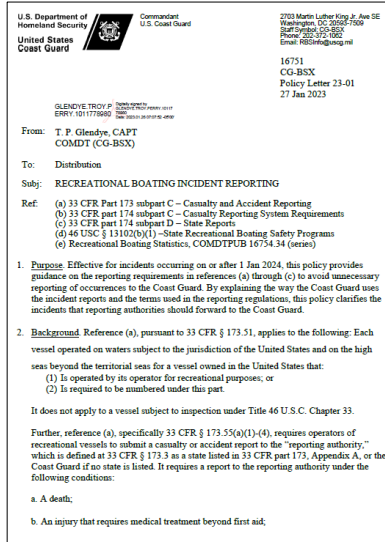 U.S. Department of
Homeland Security
United States
Coast Guard
Commandant
U.S. Coast Guard
2703 Martin Luther King Jr. Ave SE
Washington, DC 20593-7509
Staff Symbol: CG-BSX
Phone: 202-372-1062
Email: RBSInfo@uscg.mil
16751
CG-BSX
Policy Letter 23-01
27 Jan 2023
GLENDYE.TROY.P
ERRY.1011778980
Digitally signed by
GLENDYE.TROY.PERRY.10117
78980
From: T. P. Glendye, CAPT
COMDT (CG-BSX)
To: Distribution
Subj: RECREATIONAL BOATING INCIDENT REPORTING
Ref: (a) 33 CFR Part 173 subpart C – Casualty and Accident Reporting
(b) 33 CFR Part 174 subpart C – Casualty Reporting System Requirements
(c) 33 CFR Part 174 subpart D – State Reports
(d) 46 USC § 13102(b)(1) –State Recreational Boating Safety Programs
(e) Recreational Boating Statistics, COMDTPUB 16754.34 (series)
1. Purpose. Effective for incidents occurring on or after 1 Jan 2024, this policy provides
guidance on the reporting requirements in references (a) through (c) to avoid unnecessary
reporting of occurrences to the Coast Guard. By explaining the way the Coast Guard uses
the incident reports and the terms used in the reporting regulations, this policy clarifies the
incidents that reporting authorities should forward to the Coast Guard.
2. Background. Reference (a), pursuant to 33 CFR § 173.51, applies to the following: Each
vessel operated on waters subject to the jurisdiction of the United States and on the high
seas beyond the territorial seas for a vessel owned in the United States that:
(1) Is operated by its operator for recreational purposes; or
(2) Is required to be numbered under this part.
It does not apply to a vessel subject to inspection under Title 46 U.S.C. Chapter 33.
Further, reference (a), specifically 33 CFR § 173.55(a)(1)-(4), requires operators of
recreational vessels to submit a casualty or accident report to the “reporting authority,”
which is defined at 33 CFR § 173.3 as a state listed in 33 CFR part 173, Appendix A, or the
Coast Guard if no state is listed. It requires a report to the reporting authority under the
following conditions:
a. A death;
b. An injury that requires medical treatment beyond first aid;